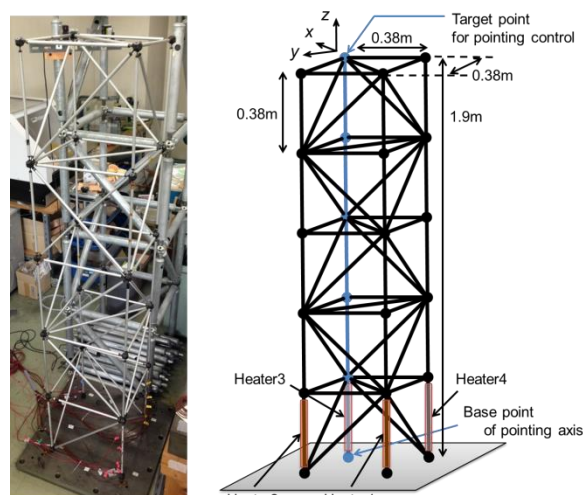 z
x
y
Target point
for pointing control
0.38m
0.38m
0.38m
1.9m
Heater3
Heater4
Base point
of pointing axis